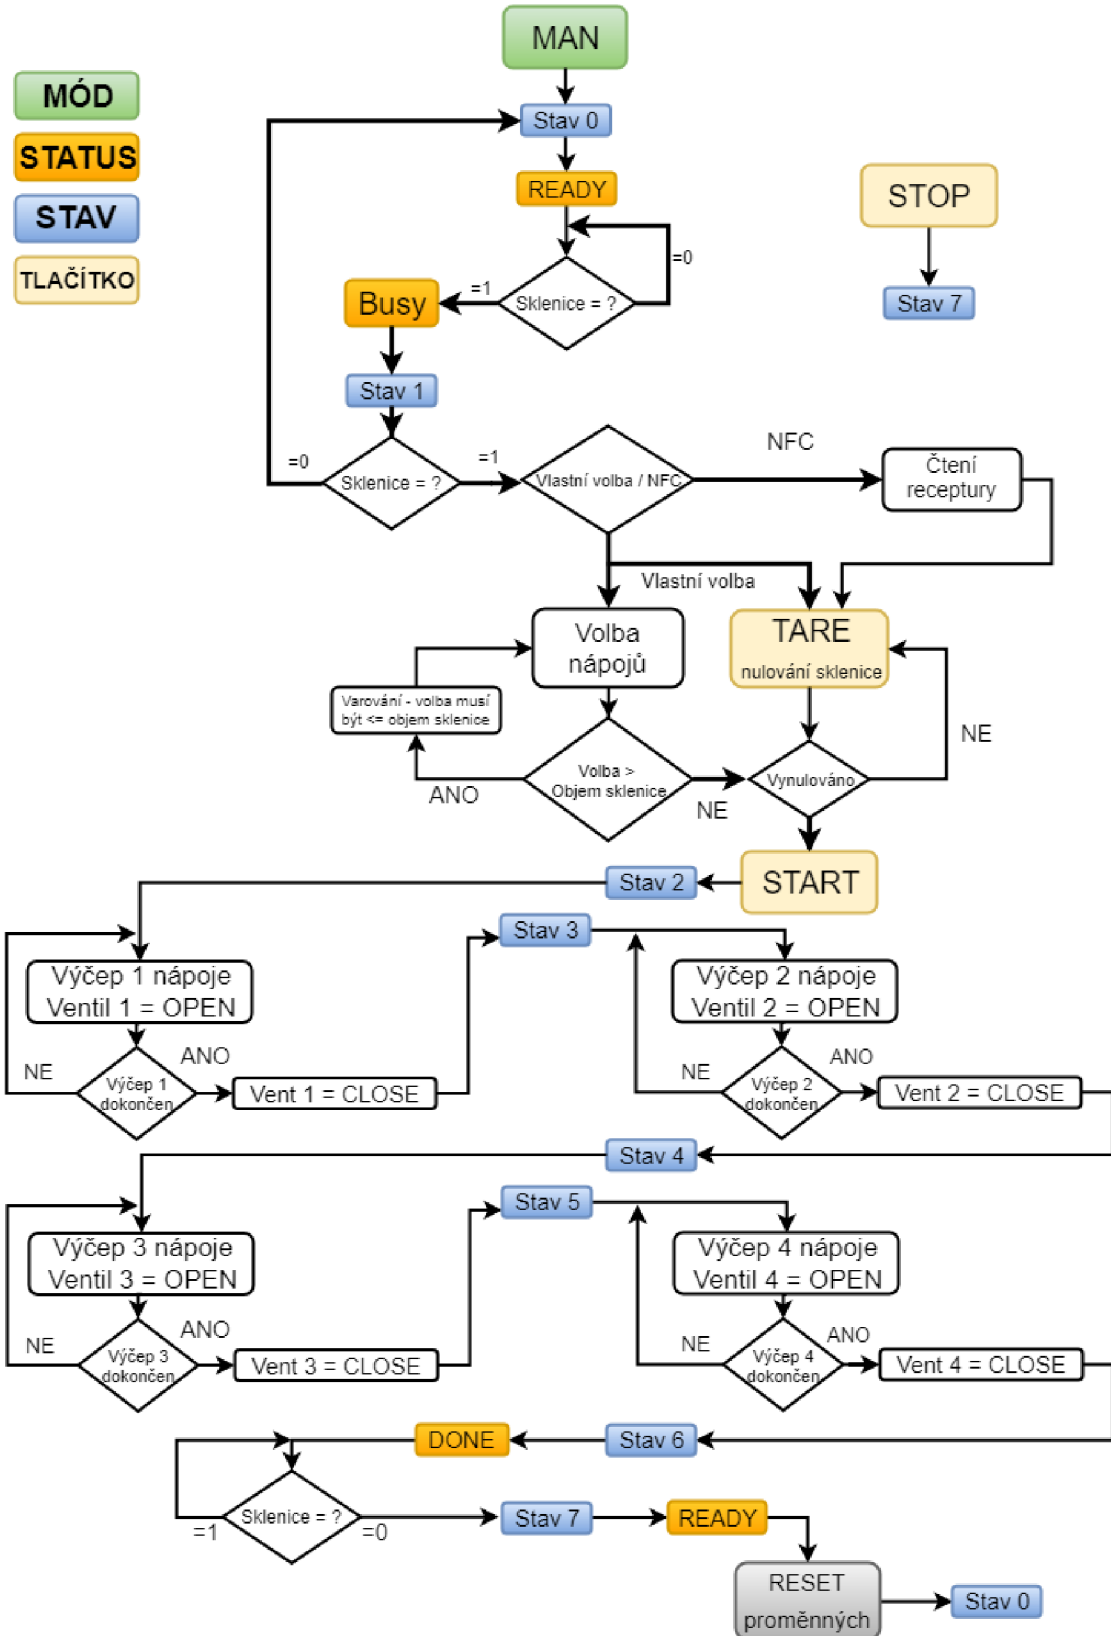 MAN
MÓD
STATUS
STAV
TLAČÍTKO
Stav 0
READY
STOP
=0
=1
Sklenice = ?
Busy
Stav 7
Stav 1
=0
Sklenice = ?
=1
Vlastní volba / NFC
NFC
Čtení
receptury
Vlastní volba
Volba
nápojů
TARE
nulování sklenice
Varování - volba musí
být <= objem sklenice
NE
ANO
Volba >
Objem sklenice
NE
Vynulováno
START
Stav 2
Stav 3
Výčep 1 nápoje
Ventil 1 = OPEN
Výčep 2 nápoje
Ventil 2 = OPEN
NE
ANO
Výčep 1
dokončen
Vent 1 = CLOSE
NE
ANO
Výčep 2
dokončen
Vent 2 = CLOSE
Stav 4
Stav 5
Výčep 3 nápoje
Ventil 3 = OPEN
Výčep 4 nápoje
Ventil 4 = OPEN
NE
ANO
Výčep 3
dokončen
Vent 3 = CLOSE
NE
ANO
Výčep 4
dokončen
Vent 4 = CLOSE
DONE
Stav 6
Sklenice = ?
=1
=0
Stav 7
READY
RESET
proměnných
Stav 0